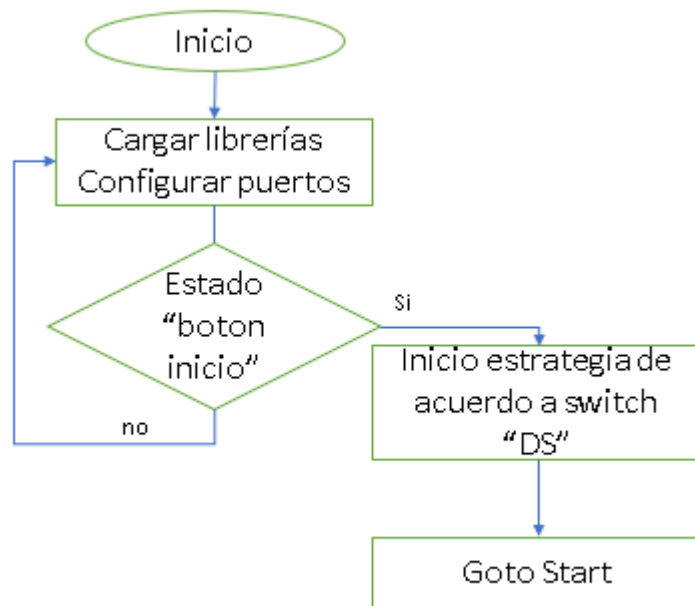 Inicio
Cargar librerías
Configurar puertos
Estado
“boton
inicio”
Si
no
Inicio estrategia de
acuerdo a switch
“DS”
Goto Start